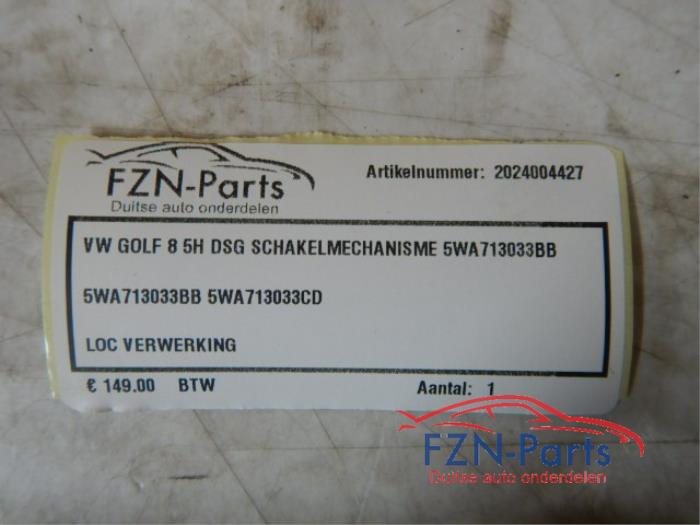 FZN-Parts
Duitse auto onderdelen
Artikelnummer: 2024004427
VW GOLF 8 5H DSG SCHAKELMECHANISME 5WA713033BB
5WA713033BB 5WA713033CD
LOC VERWERKING
€ 149.00 BTW
Aantal: 1
FZN-Parts
Duitse auto onderdelen